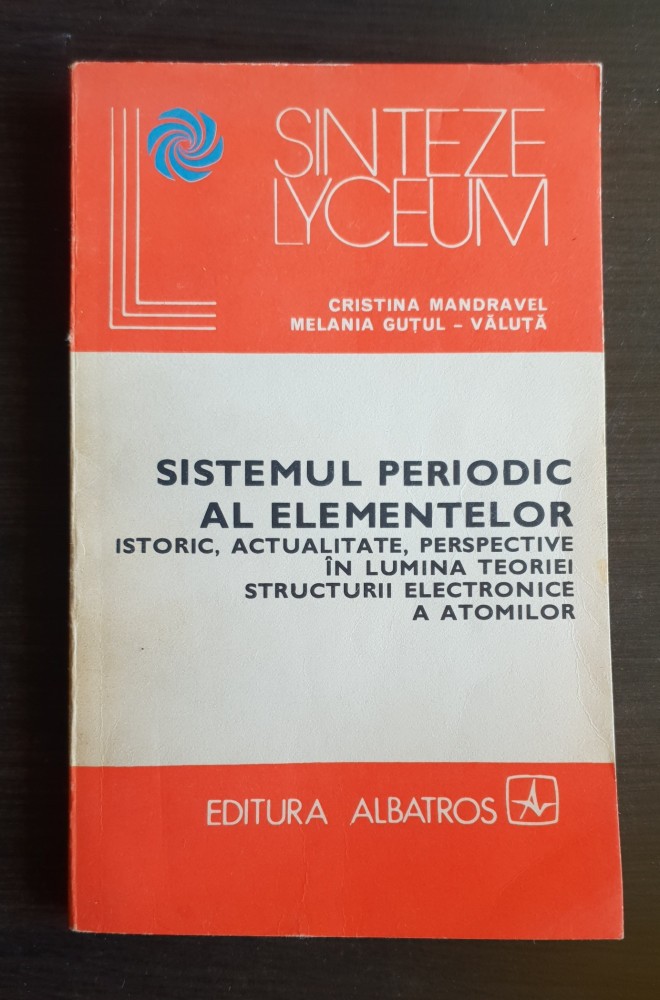 SINTEZE
LYCEUM
CRISTINA MANDRAVEL
MELANIA GUȚUL - VĂLUȚĂ
SISTEMUL PERIODIC
AL ELEMENTELOR
ISTORIC, ACTUALITATE, PERSPECTIVE
ÎN LUMINA TEORIEI
STRUCTURII ELECTRONICE
A ATOMILOR
EDITURA ALBATROS